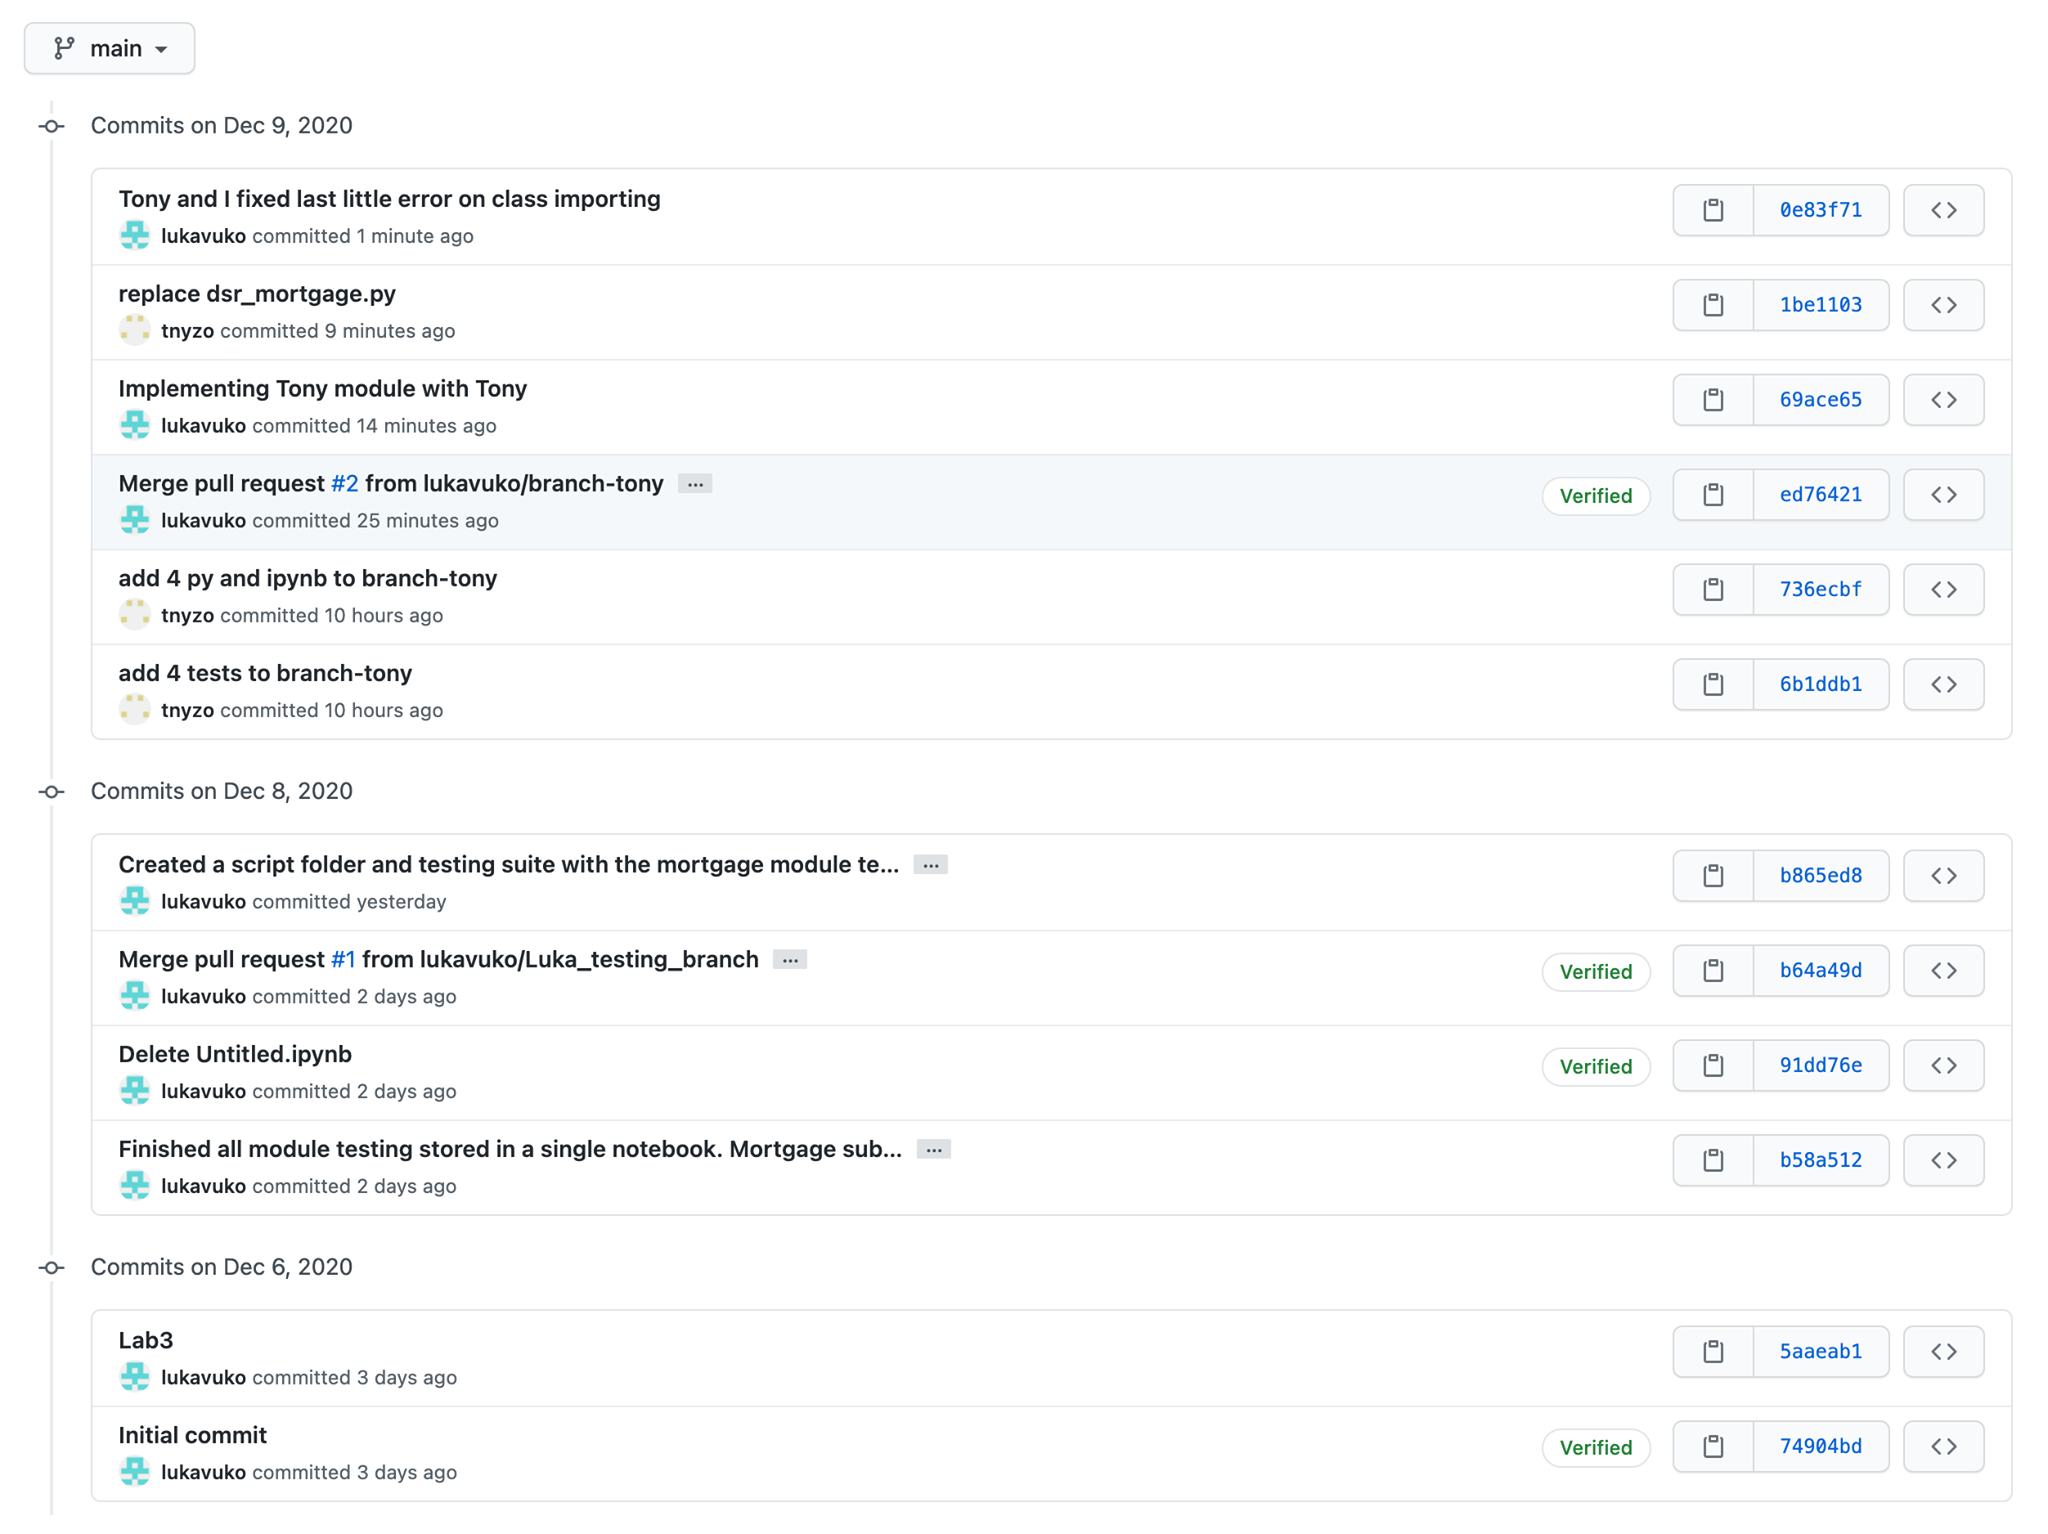 main
Commits on Dec 9, 2020
Tony and I fixed last little error on class importing
lukavuko committed 1 minute ago
0e83f71
replace dsr_mortgage.py
tnyzo committed 9 minutes ago
1be1103
Implementing Tony module with Tony
lukavuko committed 14 minutes ago
69ace65
Merge pull request #2 from lukavuko/branch-tony …
lukavuko committed 25 minutes ago
Verified
ed76421
add 4 py and ipynb to branch-tony
tnyzo committed 10 hours ago
736ecbf
add 4 tests to branch-tony
tnyzo committed 10 hours ago
6b1ddb1
Commits on Dec 8, 2020
Created a script folder and testing suite with the mortgage module te... …
lukavuko committed yesterday
b865ed8
Merge pull request #1 from lukavuko/Luka_testing_branch …
lukavuko committed 2 days ago
Verified
b64a49d
Delete Untitled.ipynb
lukavuko committed 2 days ago
Verified
91dd76e
Finished all module testing stored in a single notebook. Mortgage sub... …
lukavuko committed 2 days ago
b58a512
Commits on Dec 6, 2020
Lab3
lukavuko committed 3 days ago
5aaeab1
Initial commit
lukavuko committed 3 days ago
Verified
74904bd